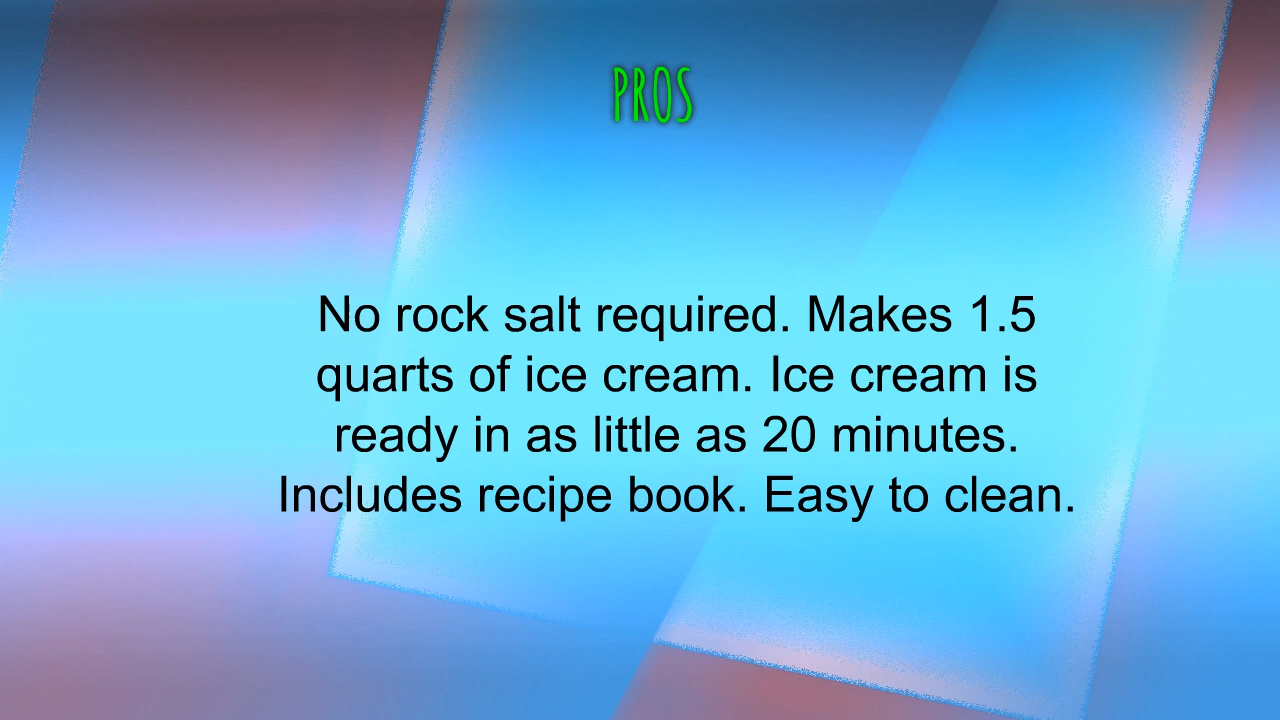 PROS
No rock salt required. Makes 1.5
quarts of ice cream. Ice cream is
ready in as little as 20 minutes.
Includes recipe book. Easy to clean.